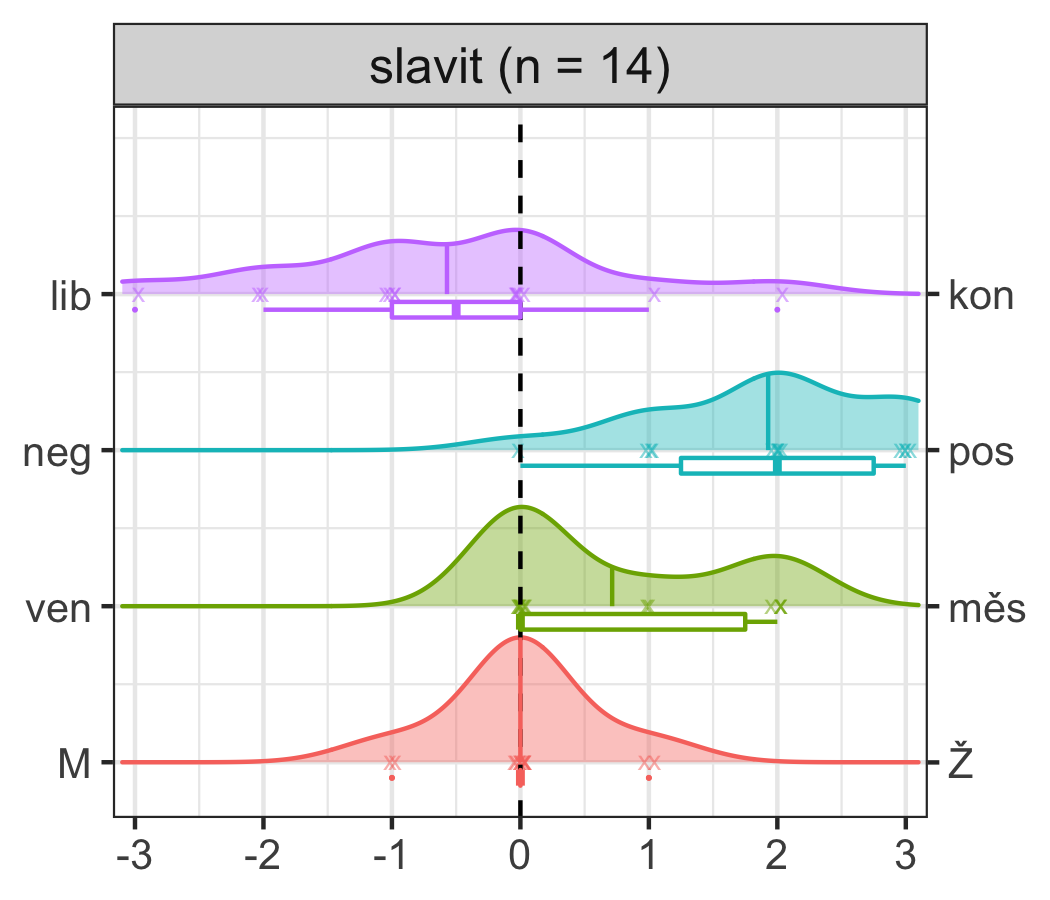 slavit (n = 14)
lib kon
neg pos
ven měs
M Ž
-3 -2 -1 0 1 2 3